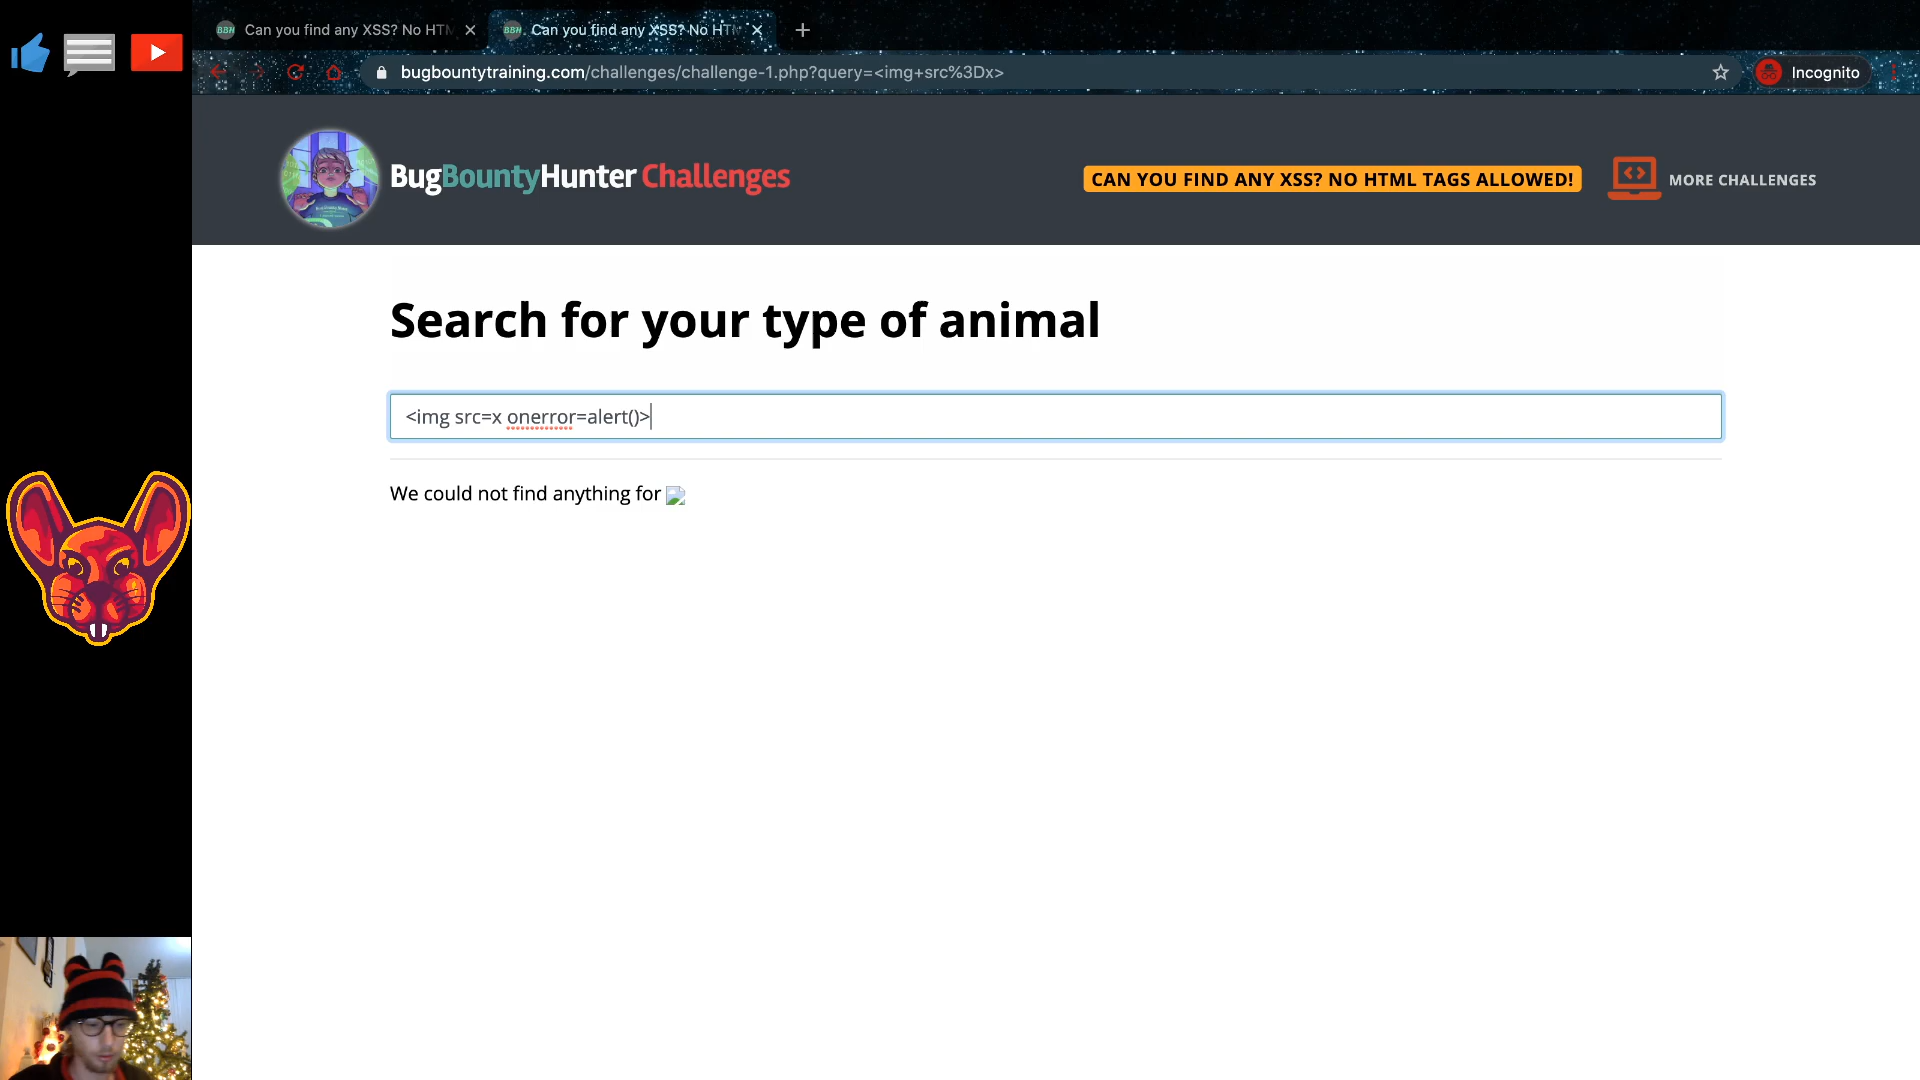 BBH Can you find any XSS? No HTM
BBH Can you find any XSS? No HTM
bugbountytraining.com/challenges/challenge-1.php?query=<img+src%3Dx>
Incognito
BugBountyHunter Challenges
CAN YOU FIND ANY XSS? NO HTML TAGS ALLOWED!
MORE CHALLENGES
Search for your type of animal
<img src=x onerror=alert()>
We could not find anything for